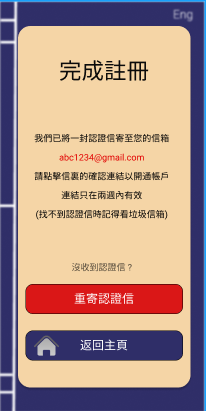 Eng
完成註冊
我們已將一封認證信寄至您的信箱
abc1234@gmail.com
請點擊信裏的確認連結以開通帳戶
連結只在兩週內有效
(找不到認證信時記得看垃圾信箱)
沒收到認證信？
重寄認證信
返回主頁